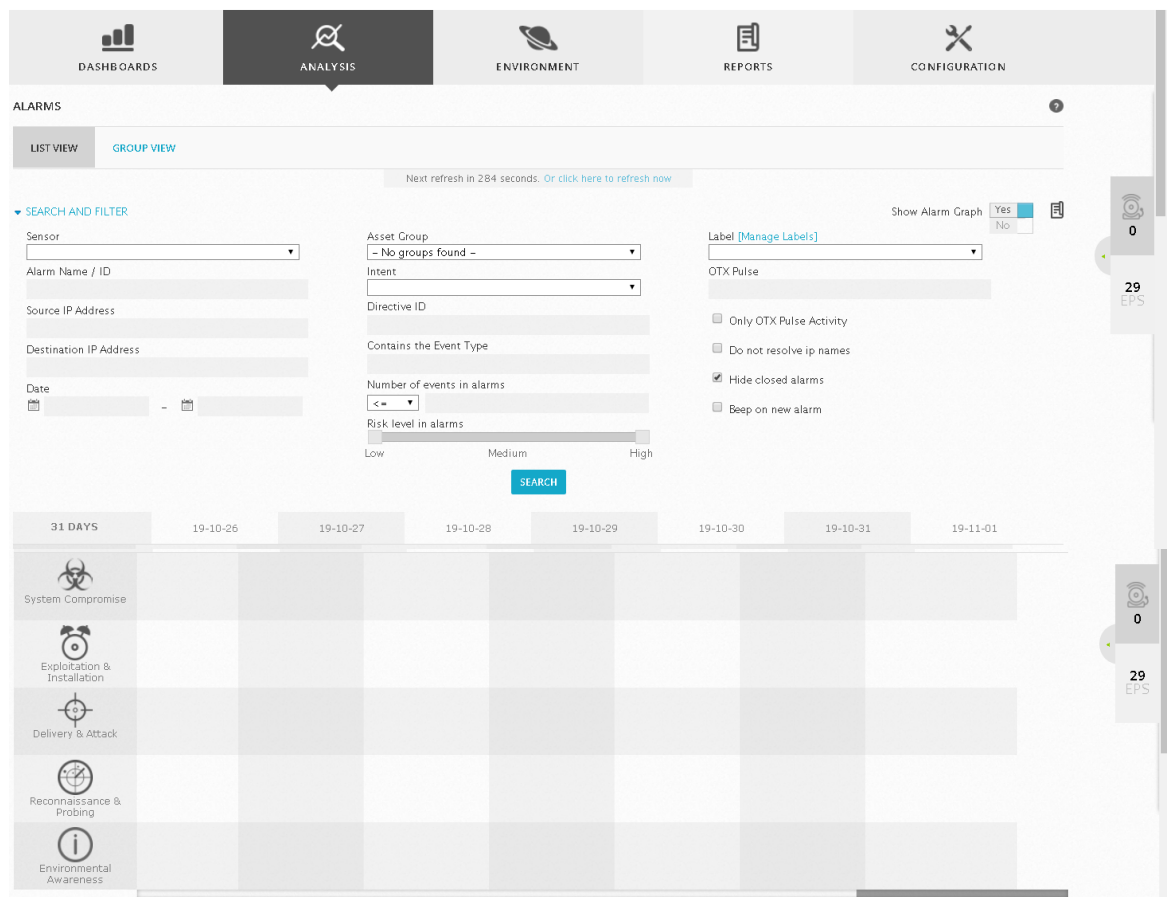 DASHBOARDS
ANALYSIS
ENVIRONMENT
REPORTS
CONFIGURATION
ALARMS
?
LIST VIEW
GROUP VIEW
Next refresh in 284 seconds. Or click here to refresh now
SEARCH AND FILTER
Show Alarm Graph
Yes
No
0
29
EPS
Sensor
Alarm Name / ID
Source IP Address
Destination IP Address
Date
–
Asset Group
– No groups found –
Intent
Directive ID
Contains the Event Type
Number of events in alarms
<=
Risk level in alarms
Low Medium High
Label [Manage Labels]
OTX Pulse
Only OTX Pulse Activity
Do not resolve ip names
Hide closed alarms
Beep on new alarm
SEARCH
31 DAYS 19-10-26 19-10-27 19-10-28 19-10-29 19-10-30 19-10-31 19-11-01
System Compromise
Exploitation &
Installation
Delivery & Attack
Reconnaissance &
Probing
Environmental
Awareness
0
29
EPS